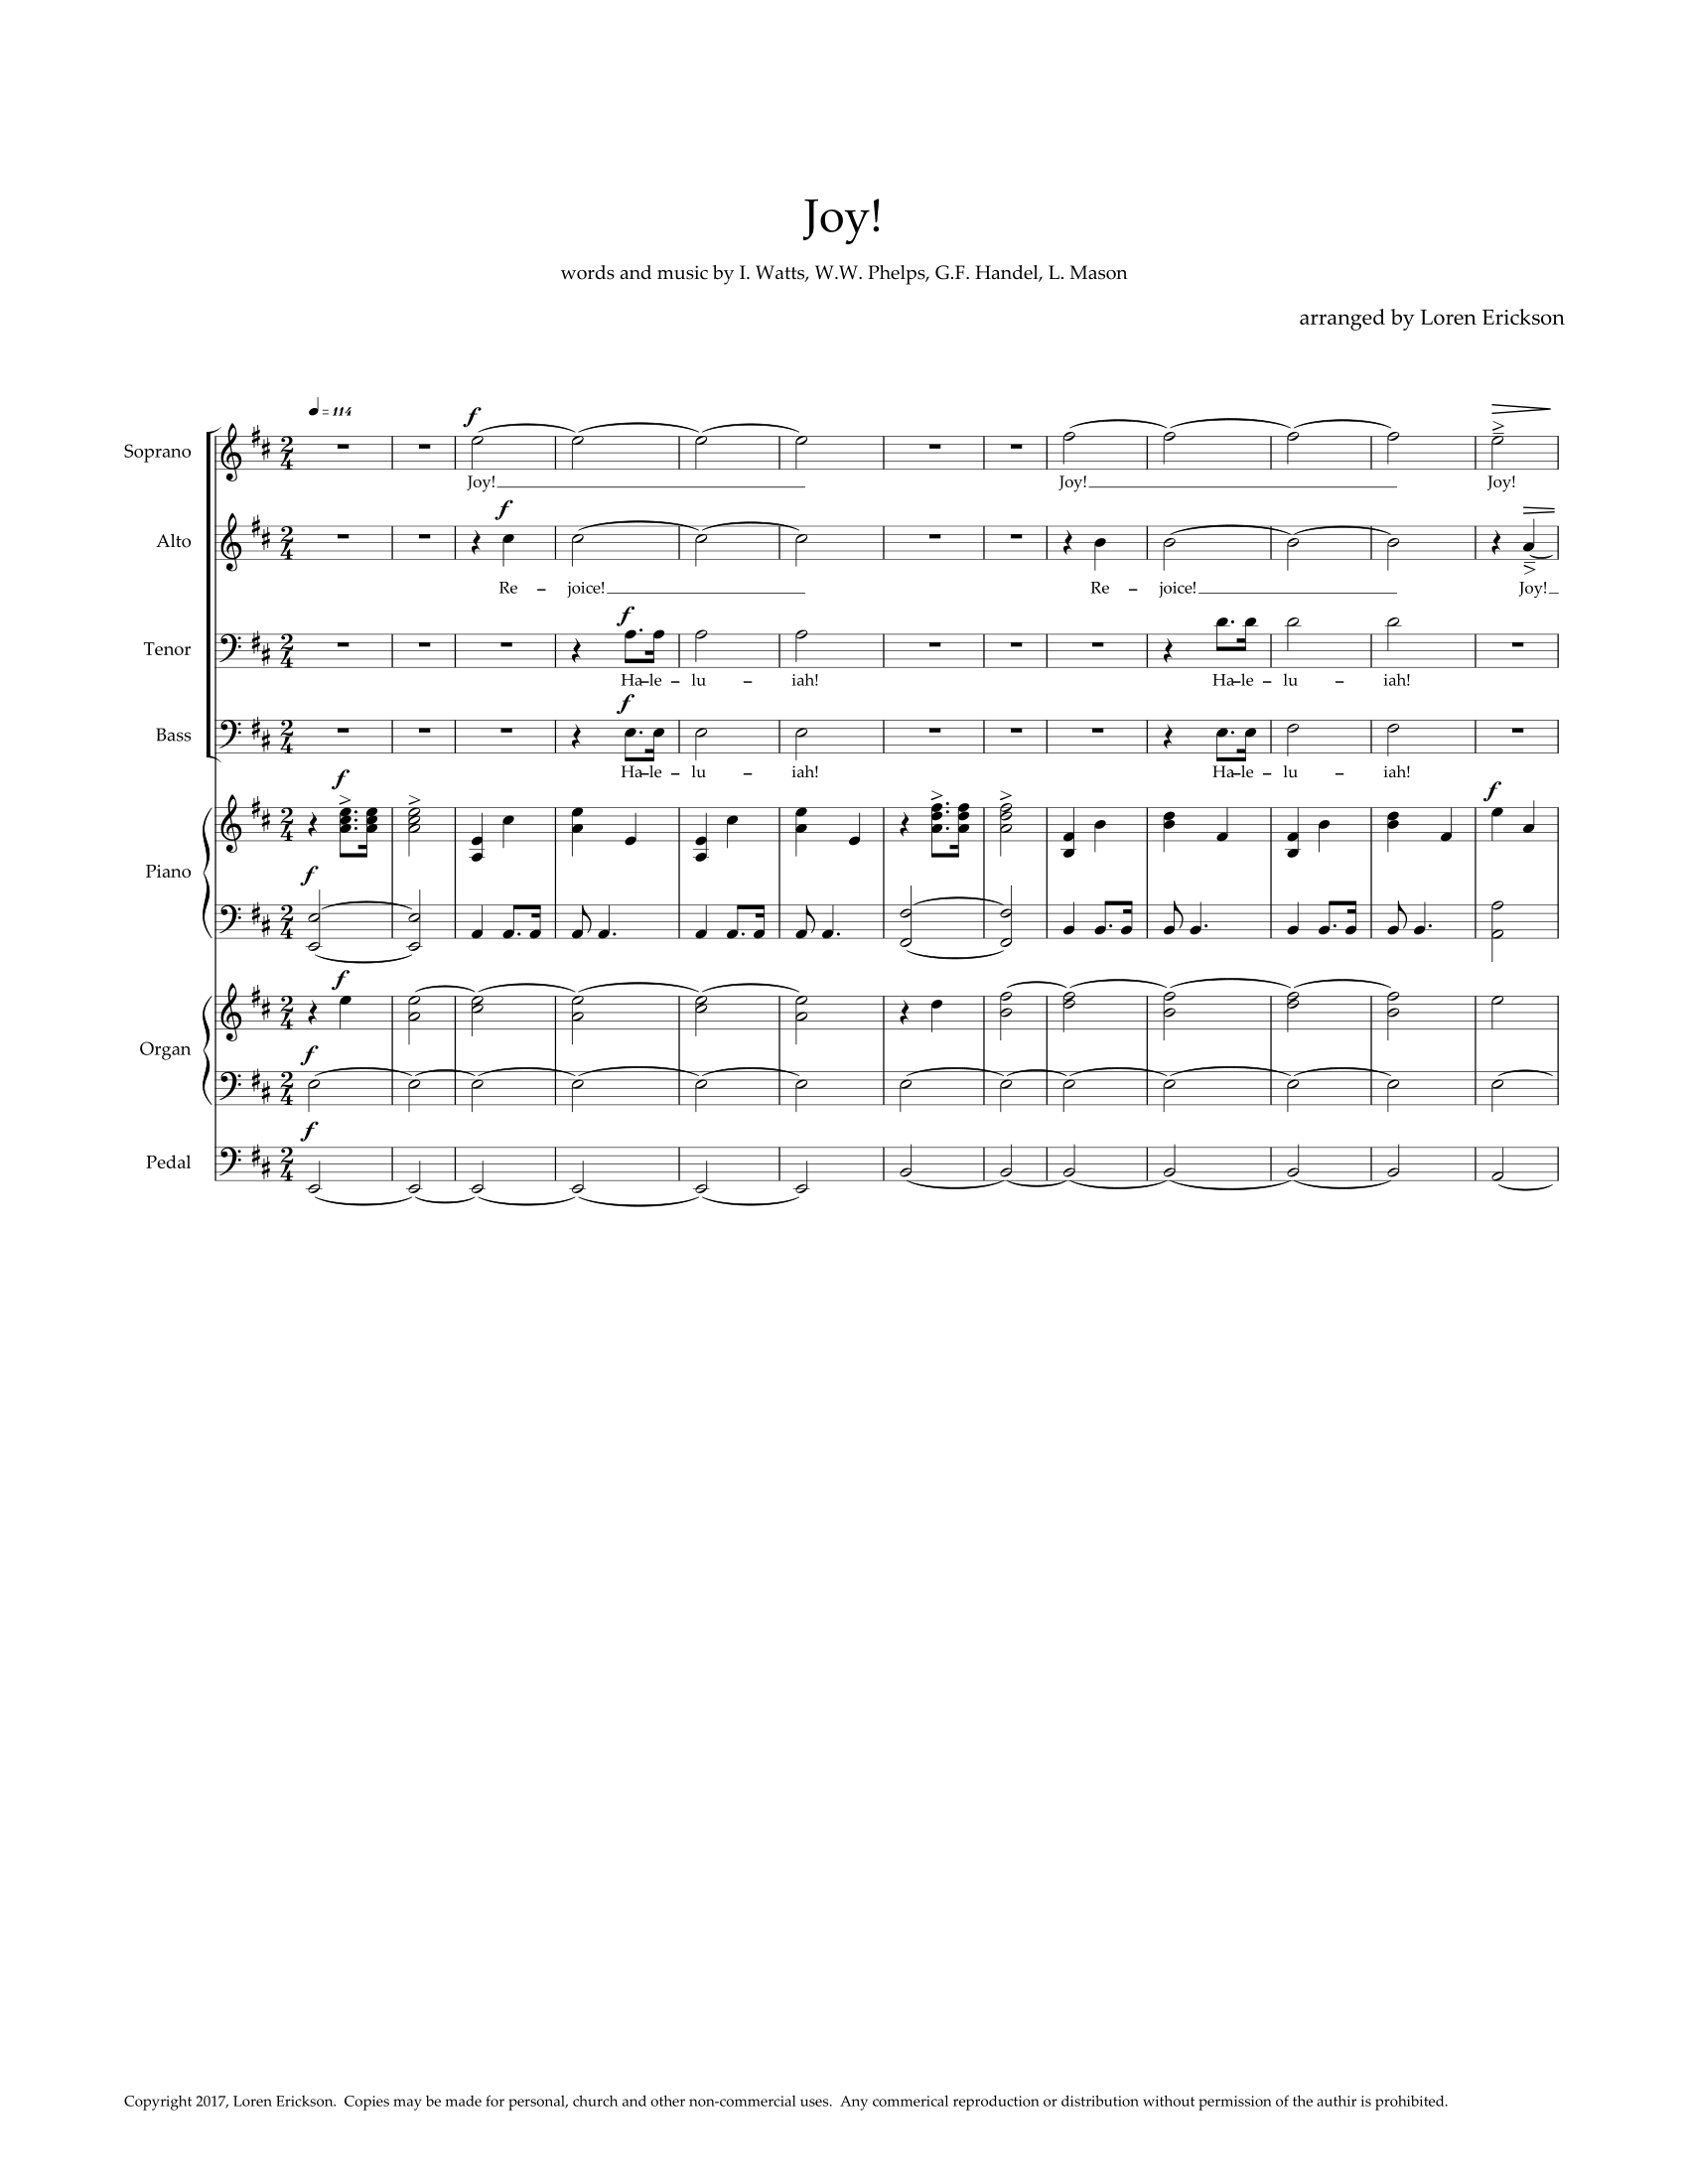 Joy!
words and music by I. Watts, W.W. Phelps, G.F. Handel, L. Mason
arranged by Loren Erickson
= 114
f
Soprano
Joy! Joy! Joy!
f
Alto
Re - joice! Re - joice! Joy!
f
Tenor
Ha - le - lu - iah! Ha - le - lu - iah!
f
Bass
Ha - le - lu - iah! Ha - le - lu - iah!
f f
Piano
f
f
Organ
f
f
Pedal
Copyright 2017, Loren Erickson. Copies may be made for personal, church and other non-commercial uses. Any commerical reproduction or distribution without permission of the authir is prohibited.